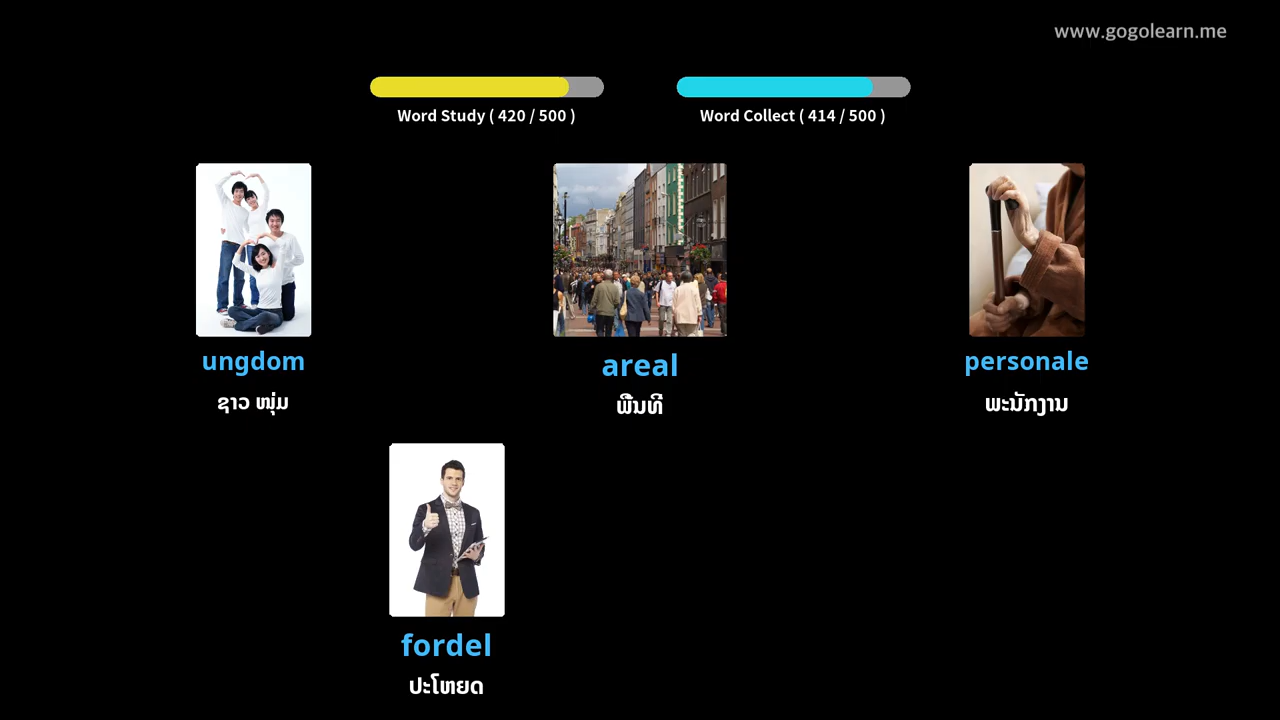 www.gogolearn.me
Word Study ( 420 / 500 )
Word Collect ( 414 / 500 )
ungdom
ຊາວ ໜຸ່ມ
areal
ພື້ນທີ່
personale
ພະນັກງານ
fordel
ປະໂຫຍດ